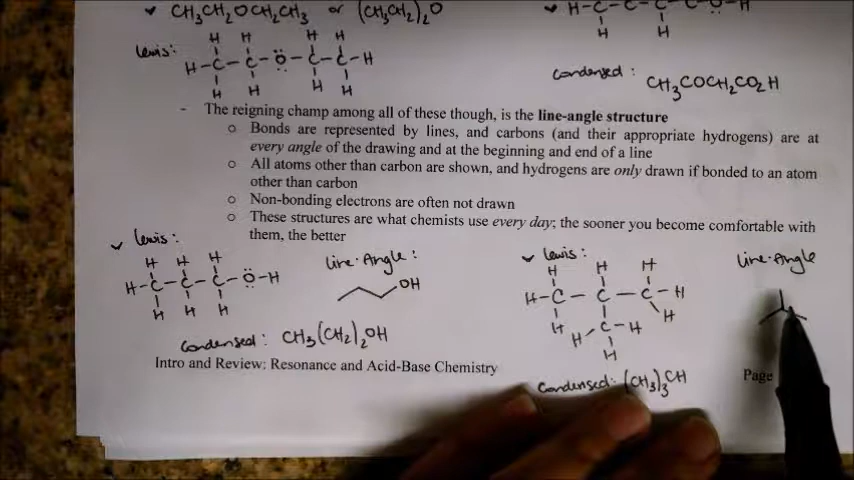 CH3CH2OCH2CH3 or (CH3CH2)2O
H-C-C-C-C-O-H
H H
Lewis:
H H H H
H-C-C-Ö-C-C-H
H H H H
Condensed: CH3COCH2CO2H
- The reigning champ among all of these though, is the line-angle structure
o Bonds are represented by lines, and carbons (and their appropriate hydrogens) are at
every angle of the drawing and at the beginning and end of a line
o All atoms other than carbon are shown, and hydrogens are only drawn if bonded to an atom
other than carbon
o Non-bonding electrons are often not drawn
o These structures are what chemists use every day; the sooner you become comfortable with
them, the better
Lewis:
H H H
H-C-C-C-Ö-H
H H H
Line-Angle:
OH
Condensed: CH3(CH2)2OH
Lewis:
H H H
H-C-C-C-H
H H
H-C-H
H
Condensed: (CH3)3CH
Line-Angle
Intro and Review: Resonance and Acid-Base Chemistry
Page